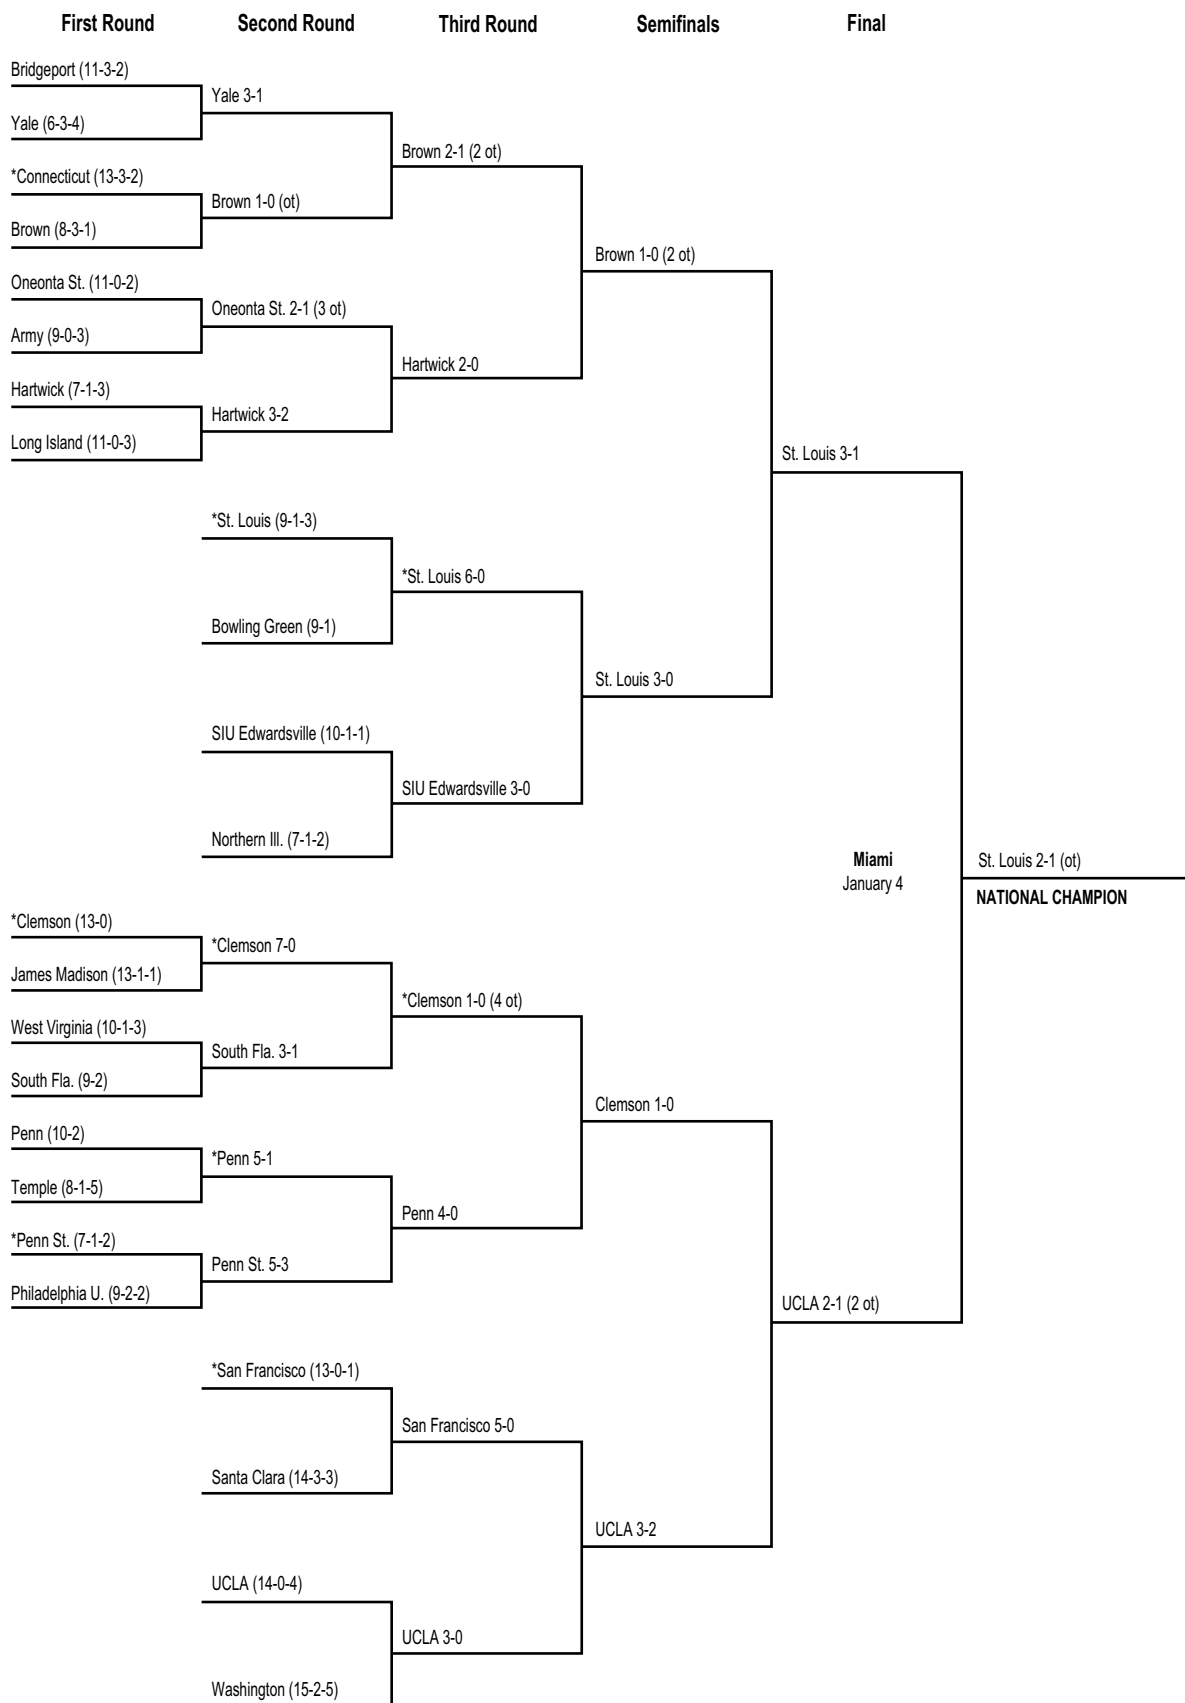 First Round Second Round Third Round Semifinals Final
Bridgeport (11-3-2)
Yale 3-1
Yale (6-3-4)
Brown 2-1 (2 ot)
*Connecticut (13-3-2)
Brown 1-0 (ot)
Brown (8-3-1)
Brown 1-0 (2 ot)
Oneonta St. (11-0-2)
Oneonta St. 2-1 (3 ot)
Army (9-0-3)
Hartwick 2-0
Hartwick (7-1-3)
Hartwick 3-2
Long Island (11-0-3)
St. Louis 3-1
*St. Louis (9-1-3)
*St. Louis 6-0
Bowling Green (9-1)
St. Louis 3-0
SIU Edwardsville (10-1-1)
SIU Edwardsville 3-0
Northern Ill. (7-1-2)
Miami
January 4
St. Louis 2-1 (ot)
NATIONAL CHAMPION
*Clemson (13-0)
*Clemson 7-0
James Madison (13-1-1)
*Clemson 1-0 (4 ot)
West Virginia (10-1-3)
South Fla. 3-1
South Fla. (9-2)
Clemson 1-0
Penn (10-2)
*Penn 5-1
Temple (8-1-5)
Penn 4-0
*Penn St. (7-1-2)
Penn St. 5-3
Philadelphia U. (9-2-2)
UCLA 2-1 (2 ot)
*San Francisco (13-0-1)
San Francisco 5-0
Santa Clara (14-3-3)
UCLA 3-2
UCLA (14-0-4)
UCLA 3-0
Washington (15-2-5)